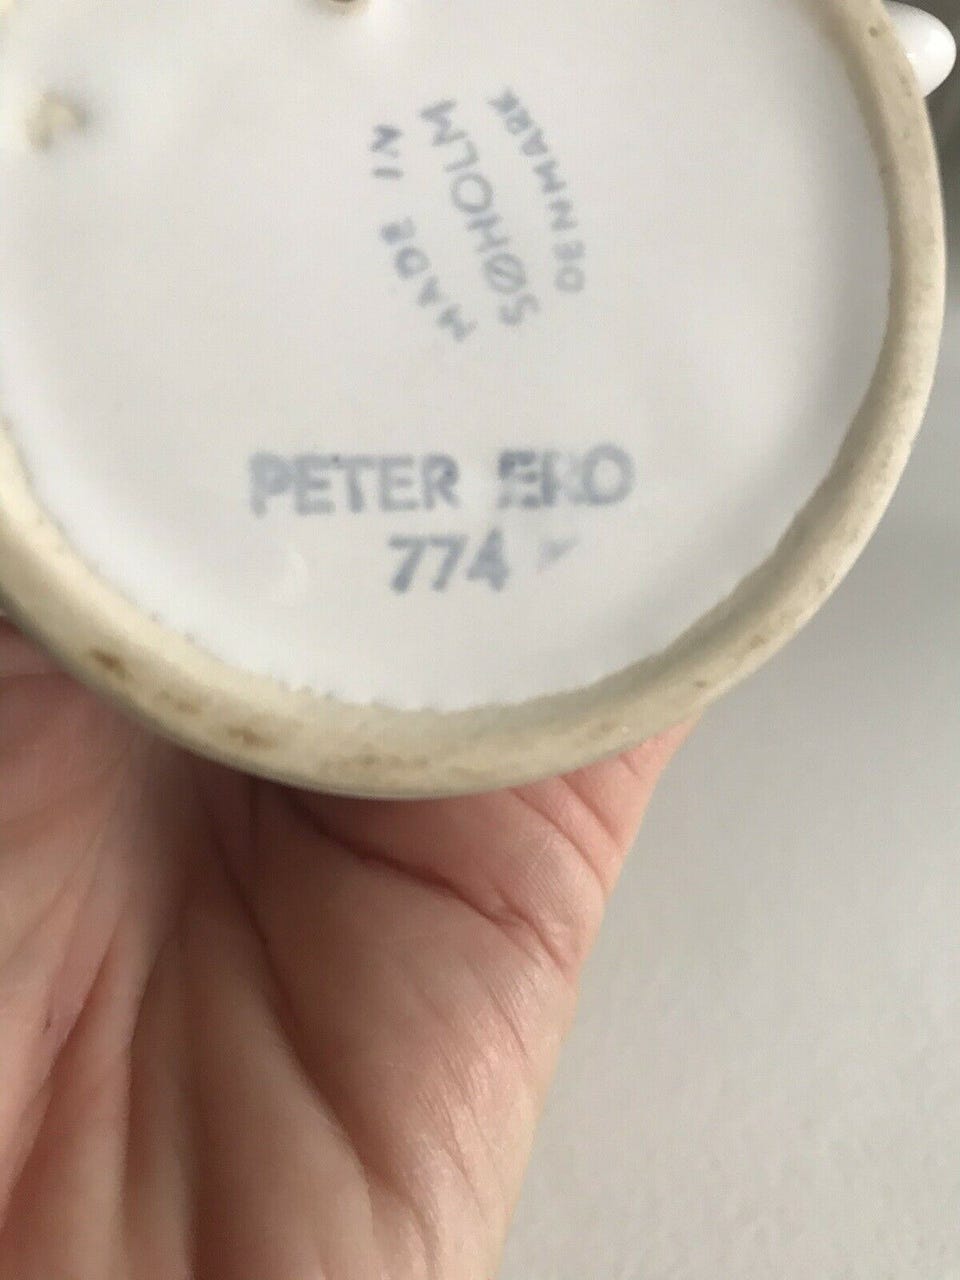 MADE IN
SØHOLM
DENMARK
PETER
774